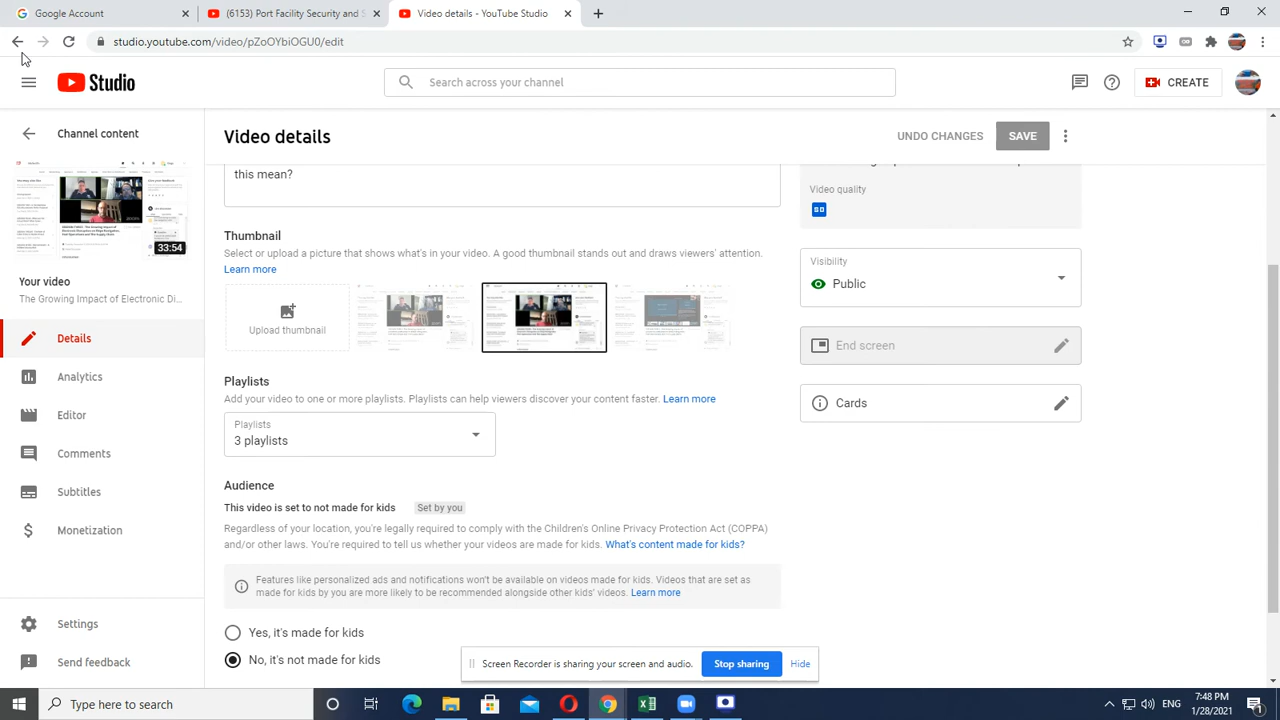 Google Account
(6153) Port Facility Security and S
Video details - YouTube Studio
studio.youtube.com/video/pZoOYbiOGU0/edit
Studio
Search across your channel
CREATE
Channel content
Video details
UNDO CHANGES
SAVE
this mean?
Video quality
SD
33:54
Your video
The Growing Impact of Electronic Di...
Thumbnail
Select or upload a picture that shows what's in your video. A good thumbnail stands out and draws viewers' attention.
Learn more
Upload thumbnail
Visibility
Public
End screen
Cards
Details
Analytics
Editor
Comments
Subtitles
Monetization
Settings
Send feedback
Playlists
Add your video to one or more playlists. Playlists can help viewers discover your content faster. Learn more
Playlists
3 playlists
Audience
This video is set to not made for kids Set by you
Regardless of your location, you're legally required to comply with the Children's Online Privacy Protection Act (COPPA)
and/or other laws. You're required to tell us whether your videos are made for kids. What's content made for kids?
Features like personalized ads and notifications won't be available on videos made for kids. Videos that are set as
made for kids by you are more likely to be recommended alongside other kids' videos. Learn more
Yes, it's made for kids
No, it's not made for kids
Screen Recorder is sharing your screen and audio.
Stop sharing
Hide
Type here to search
ENG
7:48 PM
1/28/2021